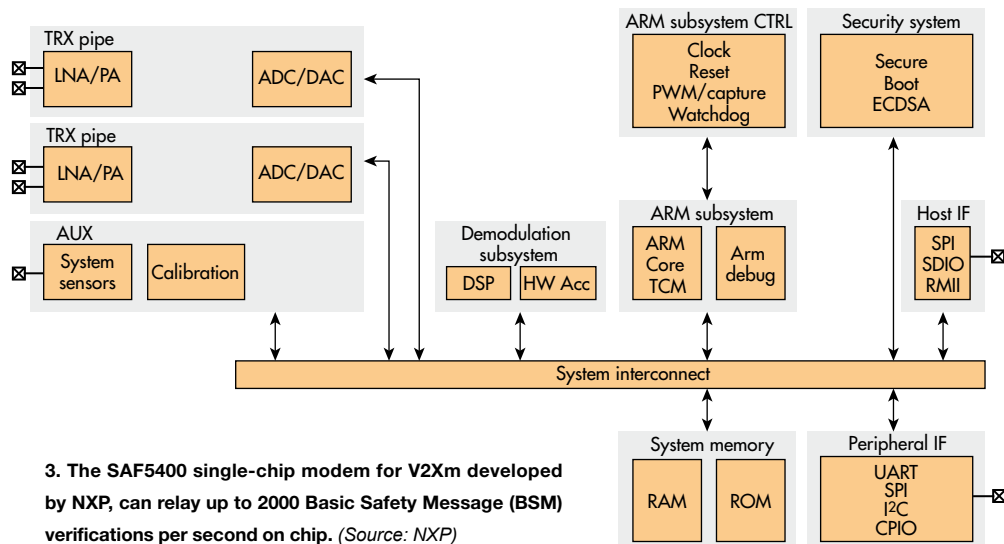 TRX pipe
LNA/PA
ADC/DAC
TRX pipe
LNA/PA
ADC/DAC
AUX
System
sensors
Calibration
Demodulation
subsystem
DSP
HW Acc
ARM subsystem CTRL
Clock
Reset
PWM/capture
Watchdog
ARM subsystem
ARM
Core
TCM
Arm
debug
Security system
Secure
Boot
ECDSA
Host IF
SPI
SDIO
RMII
System interconnect
System memory
RAM
ROM
Peripheral IF
UART
SPI
I²C
CPIO
3. The SAF5400 single-chip modem for V2Xm developed
by NXP, can relay up to 2000 Basic Safety Message (BSM)
verifications per second on chip. (Source: NXP)